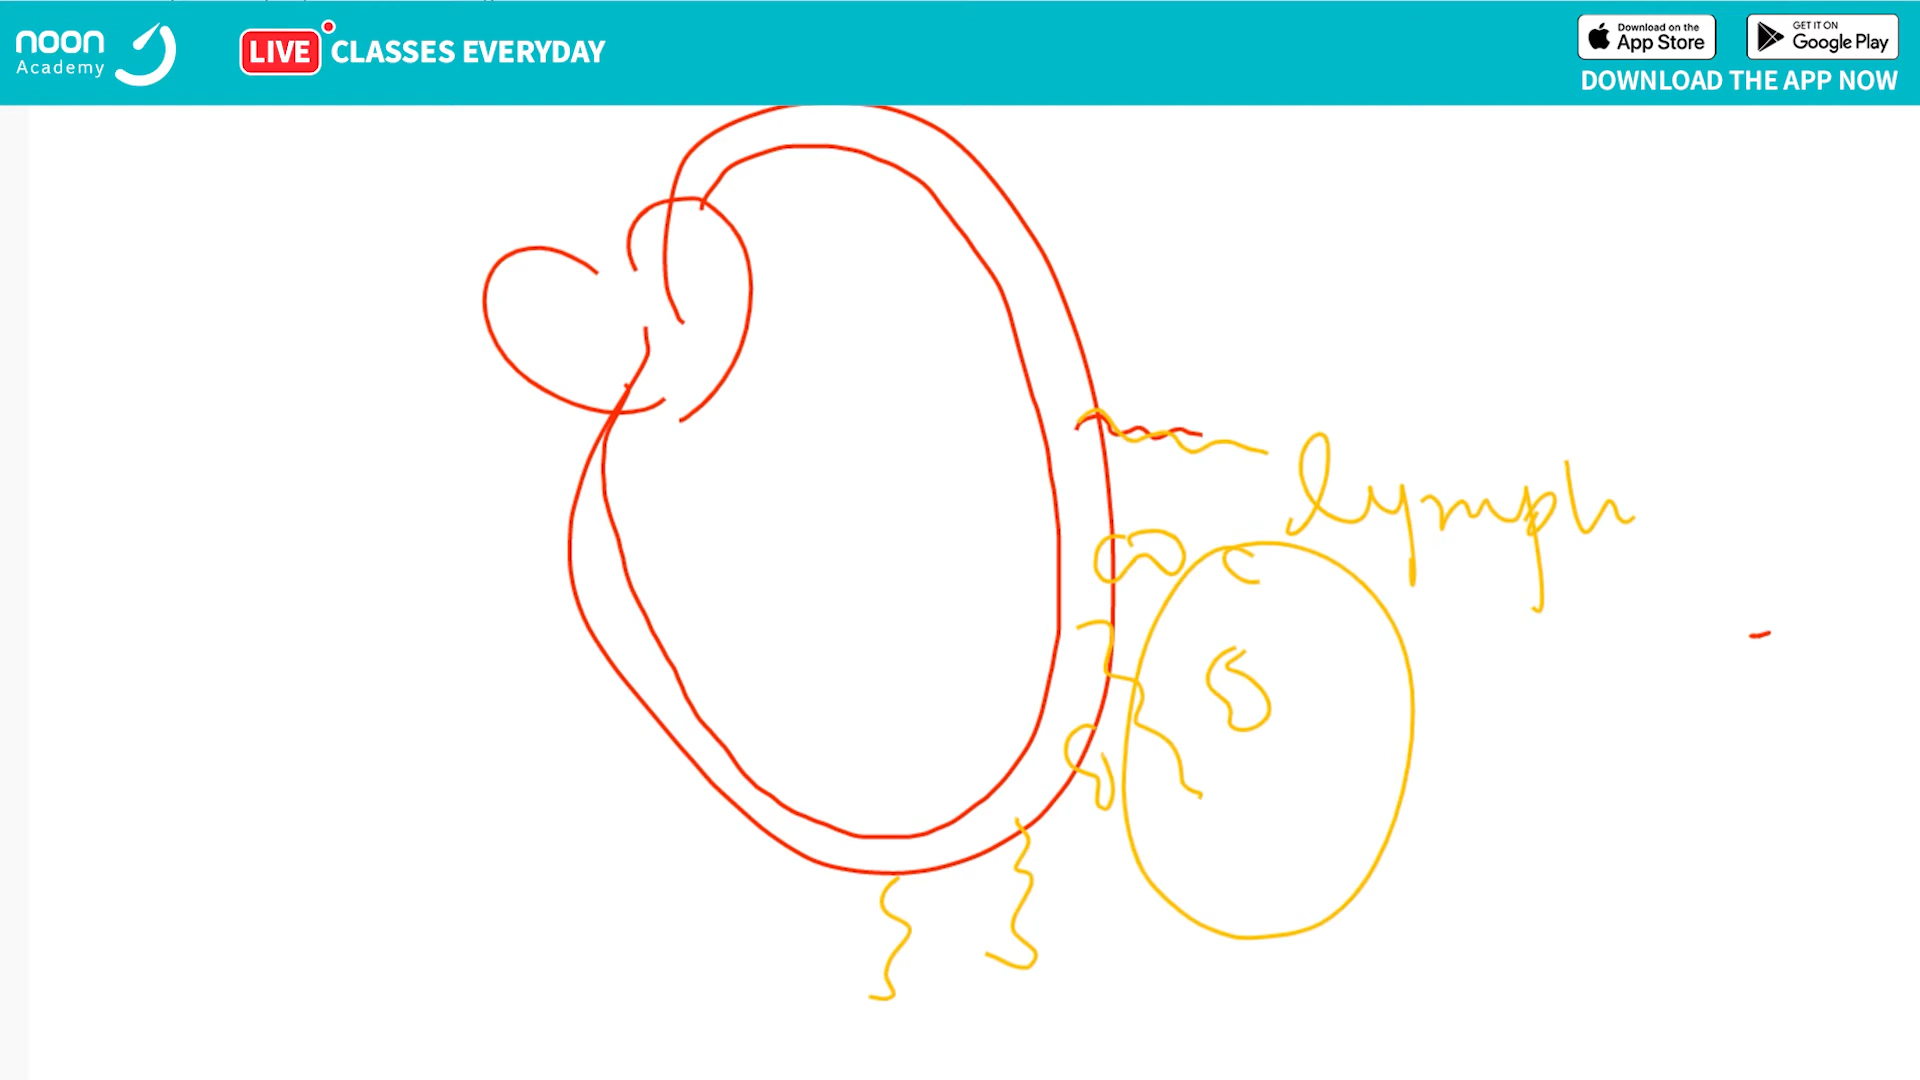 noon
Academy
LIVE CLASSES EVERYDAY
Download on the
App Store
GET IT ON
Google Play
DOWNLOAD THE APP NOW
lymph